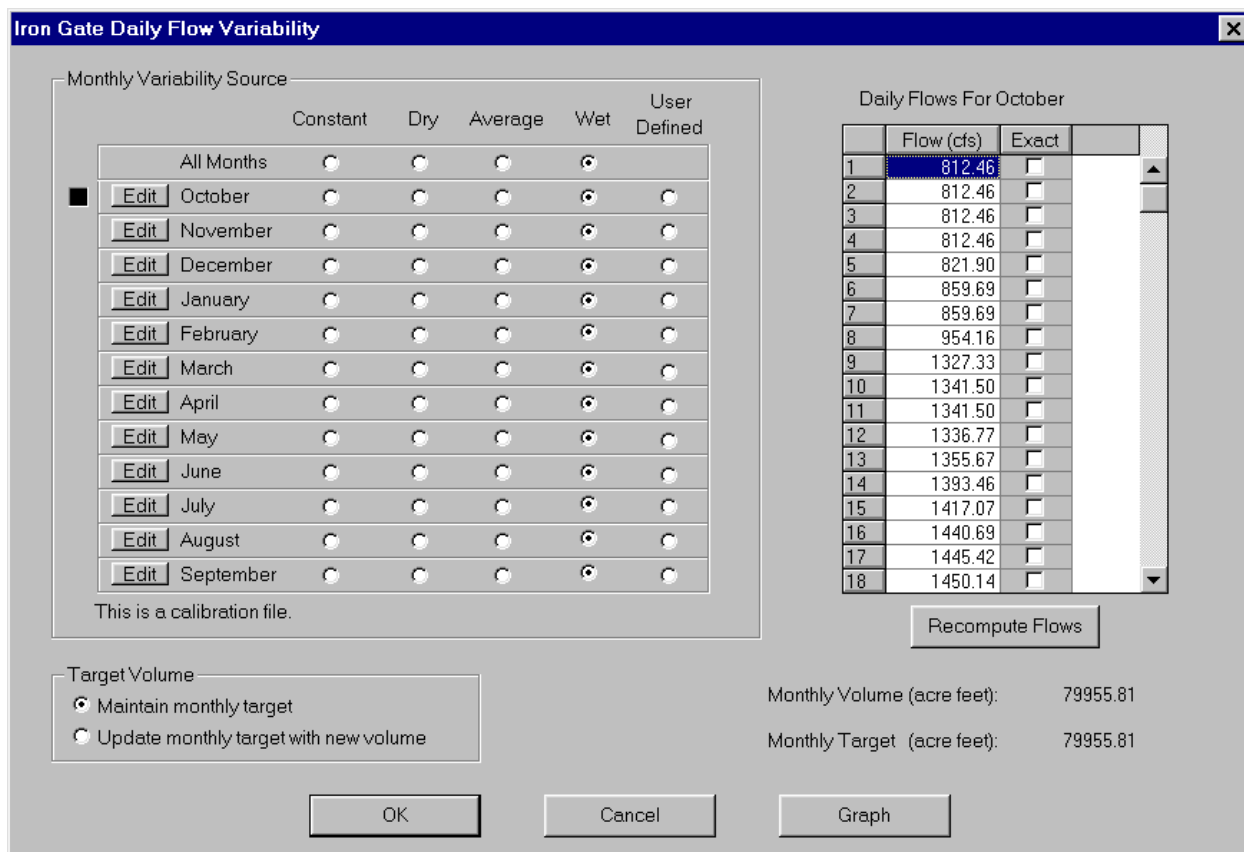 Iron Gate Daily Flow Variability
Monthly Variability Source
Constant Dry Average Wet User Defined
All Months
Edit October
Edit November
Edit December
Edit January
Edit February
Edit March
Edit April
Edit May
Edit June
Edit July
Edit August
Edit September
This is a calibration file.
Daily Flows For October
Flow (cfs) Exact
1 812.46
2 812.46
3 812.46
4 812.46
5 821.90
6 859.69
7 859.69
8 954.16
9 1327.33
10 1341.50
11 1341.50
12 1336.77
13 1355.67
14 1393.46
15 1417.07
16 1440.69
17 1445.42
18 1450.14
Recompute Flows
Target Volume
Maintain monthly target
Update monthly target with new volume
Monthly Volume (acre feet): 79955.81
Monthly Target (acre feet): 79955.81
OK Cancel Graph